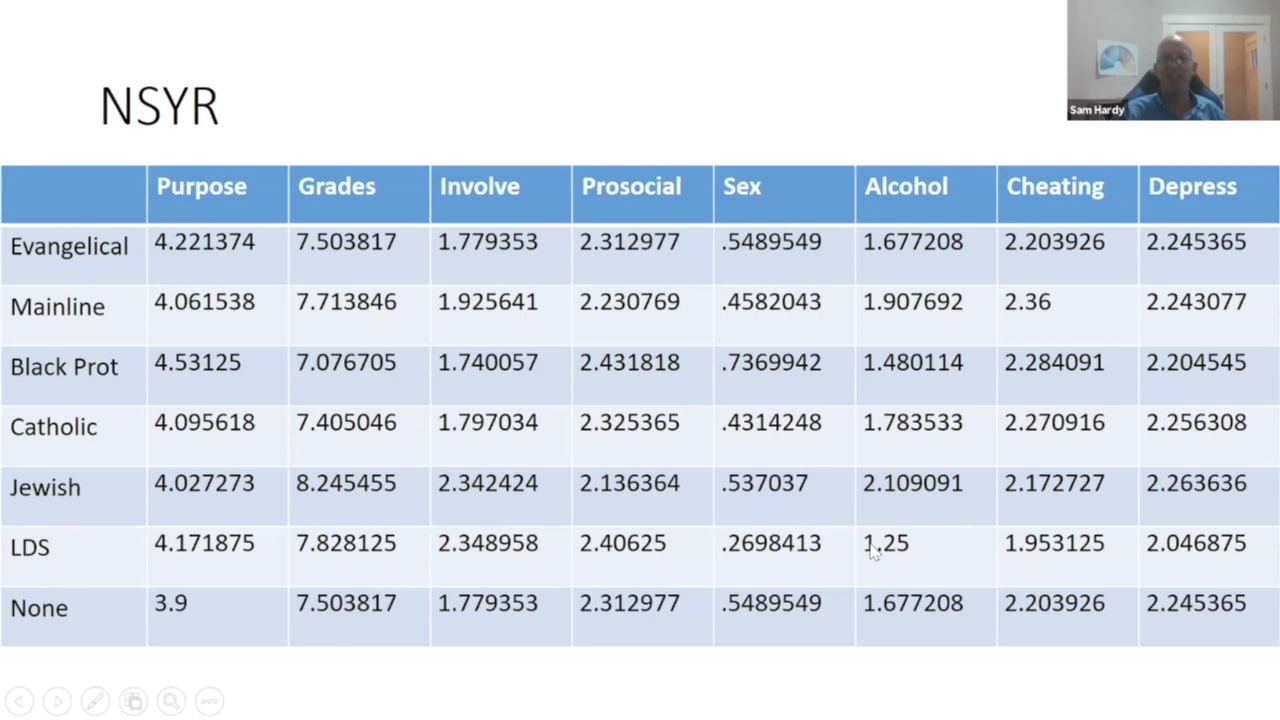 Sam Hardy
NSYR
Purpose Grades Involve Prosocial Sex Alcohol Cheating Depress
Evangelical 4.221374 7.503817 1.779353 2.312977 .5489549 1.677208 2.203926 2.245365
Mainline 4.061538 7.713846 1.925641 2.230769 .4582043 1.907692 2.36 2.243077
Black Prot 4.53125 7.076705 1.740057 2.431818 .7369942 1.480114 2.284091 2.204545
Catholic 4.095618 7.405046 1.797034 2.325365 .4314248 1.783533 2.270916 2.256308
Jewish 4.027273 8.245455 2.342424 2.136364 .537037 2.109091 2.172727 2.263636
LDS 4.171875 7.828125 2.348958 2.40625 .2698413 1.25 1.953125 2.046875
None 3.9 7.503817 1.779353 2.312977 .5489549 1.677208 2.203926 2.245365